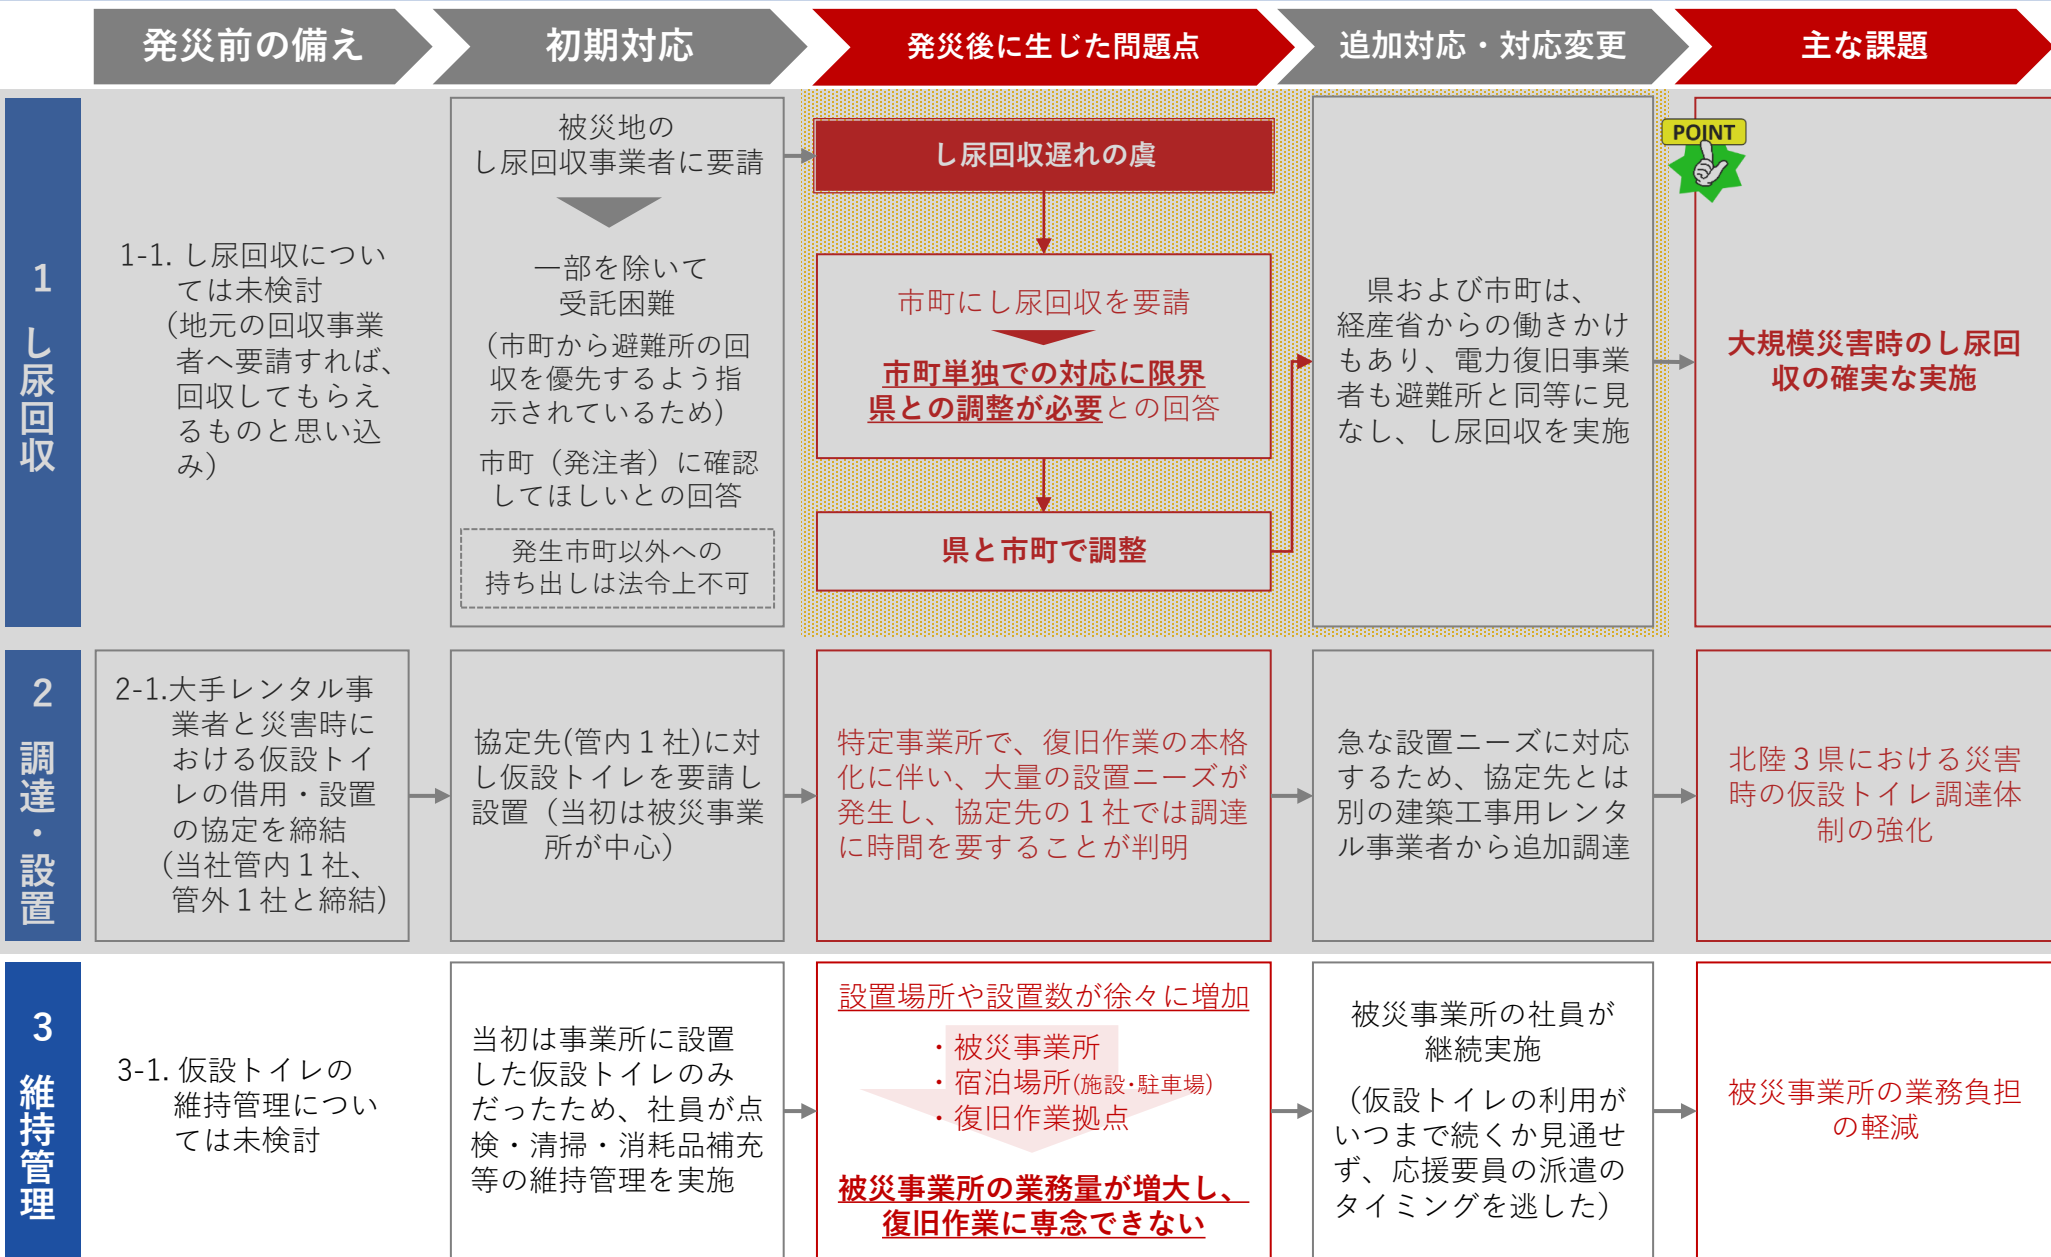 発災前の備え
初期対応
発災後に生じた問題点
追加対応・対応変更
主な課題
1 し尿回収
1-1. し尿回収につい
ては未検討
(地元の回収事業
者へ要請すれば、
回収してもらえ
るものと思い込
み)
被災地の
し尿回収事業者に要請
一部を除いて
受託困難
(市町から避難所の回
収を優先するよう指
示されているため)
市町（発注者）に確認
してほしいとの回答
発生市町以外への
持ち出しは法令上不可
し尿回収遅れの虞
市町にし尿回収を要請
市町単独での対応に限界
県との調整が必要との回答
県と市町で調整
県および市町は、
経産省からの働きかけ
もあり、電力復旧事業
者も避難所と同等に見
なし、し尿回収を実施
POINT
大規模災害時のし尿回
収の確実な実施
2 調達・設置
2-1.大手レンタル事
業者と災害時に
おける仮設トイ
レの借用・設置
の協定を締結
(当社管内１社、
管外１社と締結)
協定先(管内１社)に対
し仮設トイレを要請し
設置（当初は被災事業
所が中心）
特定事業所で、復旧作業の本格
化に伴い、大量の設置ニーズが
発生し、協定先の１社では調達
に時間を要することが判明
急な設置ニーズに対応
するため、協定先とは
別の建築工事用レンタ
ル事業者から追加調達
北陸３県における災害
時の仮設トイレ調達体
制の強化
3 維持管理
3-1. 仮設トイレの
維持管理につい
ては未検討
当初は事業所に設置
した仮設トイレのみ
だったため、社員が点
検・清掃・消耗品補充
等の維持管理を実施
設置場所や設置数が徐々に増加
・被災事業所
・宿泊場所(施設・駐車場)
・復旧作業拠点
被災事業所の業務量が増大し、
復旧作業に専念できない
被災事業所の社員が
継続実施
（仮設トイレの利用が
いつまで続くか見通せ
ず、応援要員の派遣の
タイミングを逃した）
被災事業所の業務負担
の軽減